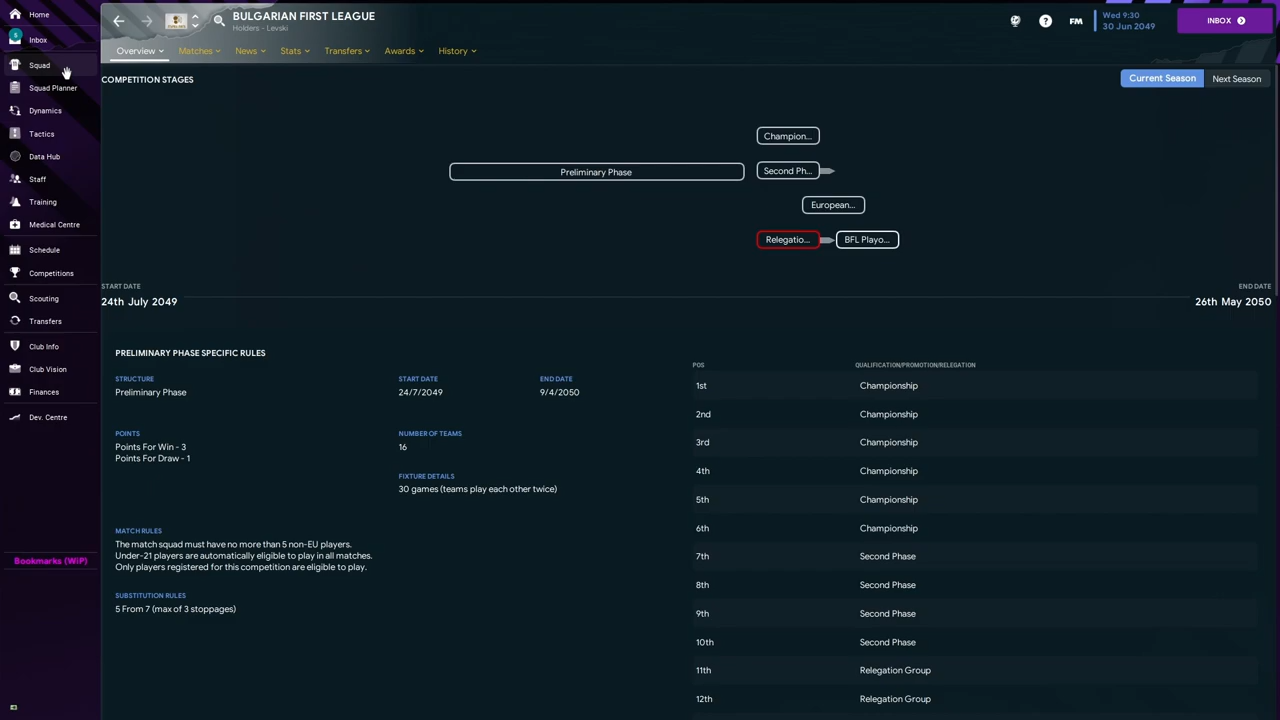 Home
BULGARIAN FIRST LEAGUE
Holders - Levski
Wed 9:30
30 Jun 2049
INBOX
FM
Inbox
Squad
Squad Planner
Dynamics
Tactics
Data Hub
Staff
Training
Medical Centre
Schedule
Competitions
Scouting
Transfers
Club Info
Club Vision
Finances
Dev. Centre
Bookmarks (WiP)
Overview
Matches
News
Stats
Transfers
Awards
History
COMPETITION STAGES
Current Season
Next Season
Champion...
Preliminary Phase
Second Ph...
European...
Relegatio...
BFL Playo...
START DATE
24th July 2049
END DATE
26th May 2050
PRELIMINARY PHASE SPECIFIC RULES
STRUCTURE
Preliminary Phase
START DATE
24/7/2049
END DATE
9/4/2050
POINTS
Points For Win - 3
Points For Draw - 1
NUMBER OF TEAMS
16
FIXTURE DETAILS
30 games (teams play each other twice)
MATCH RULES
The match squad must have no more than 5 non-EU players.
Under-21 players are automatically eligible to play in all matches.
Only players registered for this competition are eligible to play.
SUBSTITUTION RULES
5 From 7 (max of 3 stoppages)
POS QUALIFICATION/PROMOTION/RELEGATION
1st Championship
2nd Championship
3rd Championship
4th Championship
5th Championship
6th Championship
7th Second Phase
8th Second Phase
9th Second Phase
10th Second Phase
11th Relegation Group
12th Relegation Group